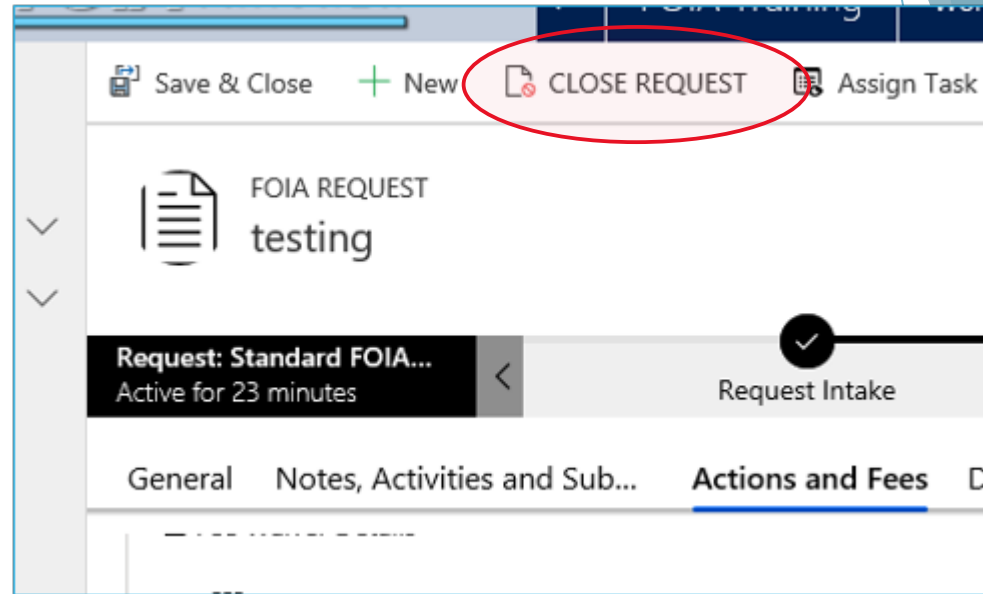 FOIA Training
Save & Close New CLOSE REQUEST Assign Task
FOIA REQUEST
testing
Request: Standard FOIA...
Active for 23 minutes
Request Intake
General Notes, Activities and Sub... Actions and Fees D